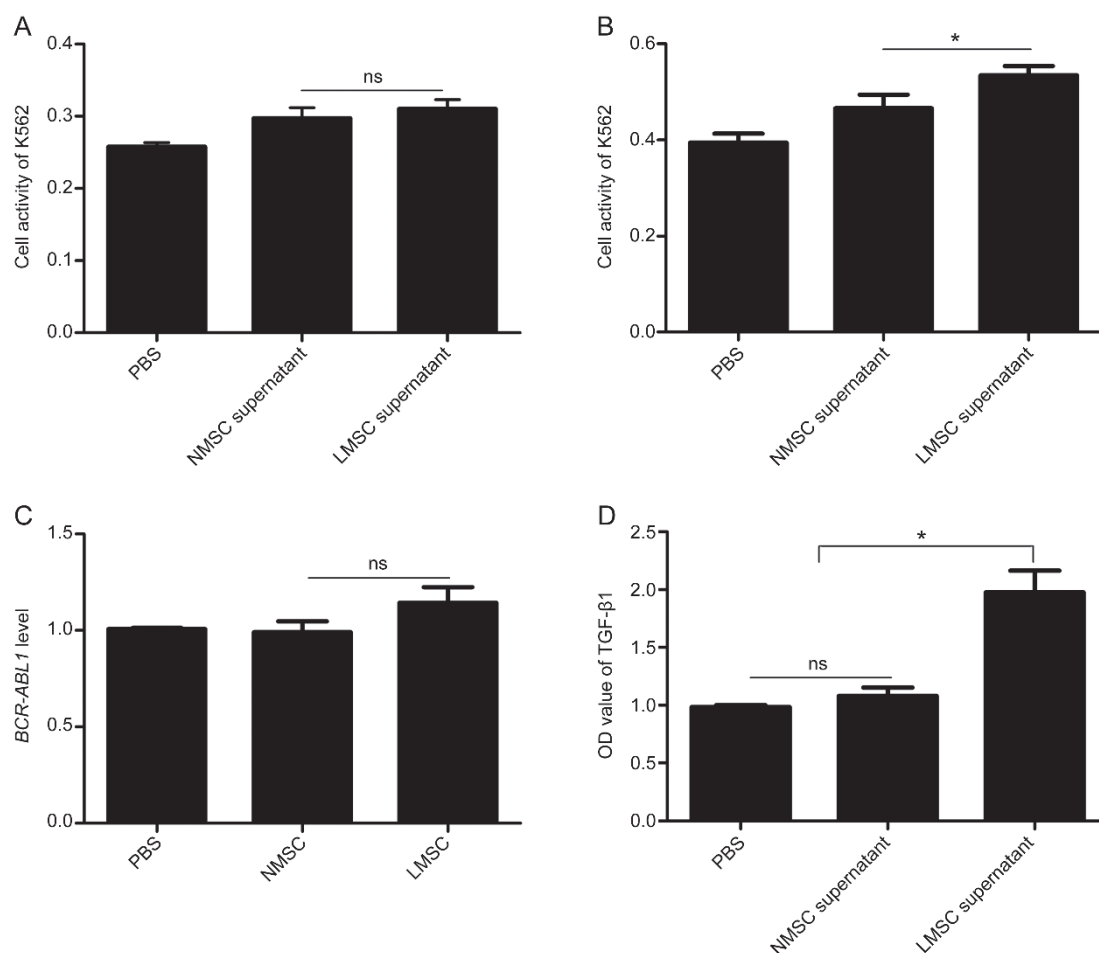 A
Cell activity of K562
0.4
0.3
0.2
0.1
0.0
ns
PBS
NMSC supernatant
LMSC supernatant
B
Cell activity of K562
0.6
0.4
0.2
0.0
*
PBS
NMSC supernatant
LMSC supernatant
C
BCR-ABL1 level
1.5
1.0
0.5
0.0
ns
PBS
NMSC
LMSC
D
OD value of TGF-β1
2.5
2.0
1.5
1.0
0.5
0.0
ns
*
PBS
NMSC supernatant
LMSC supernatant